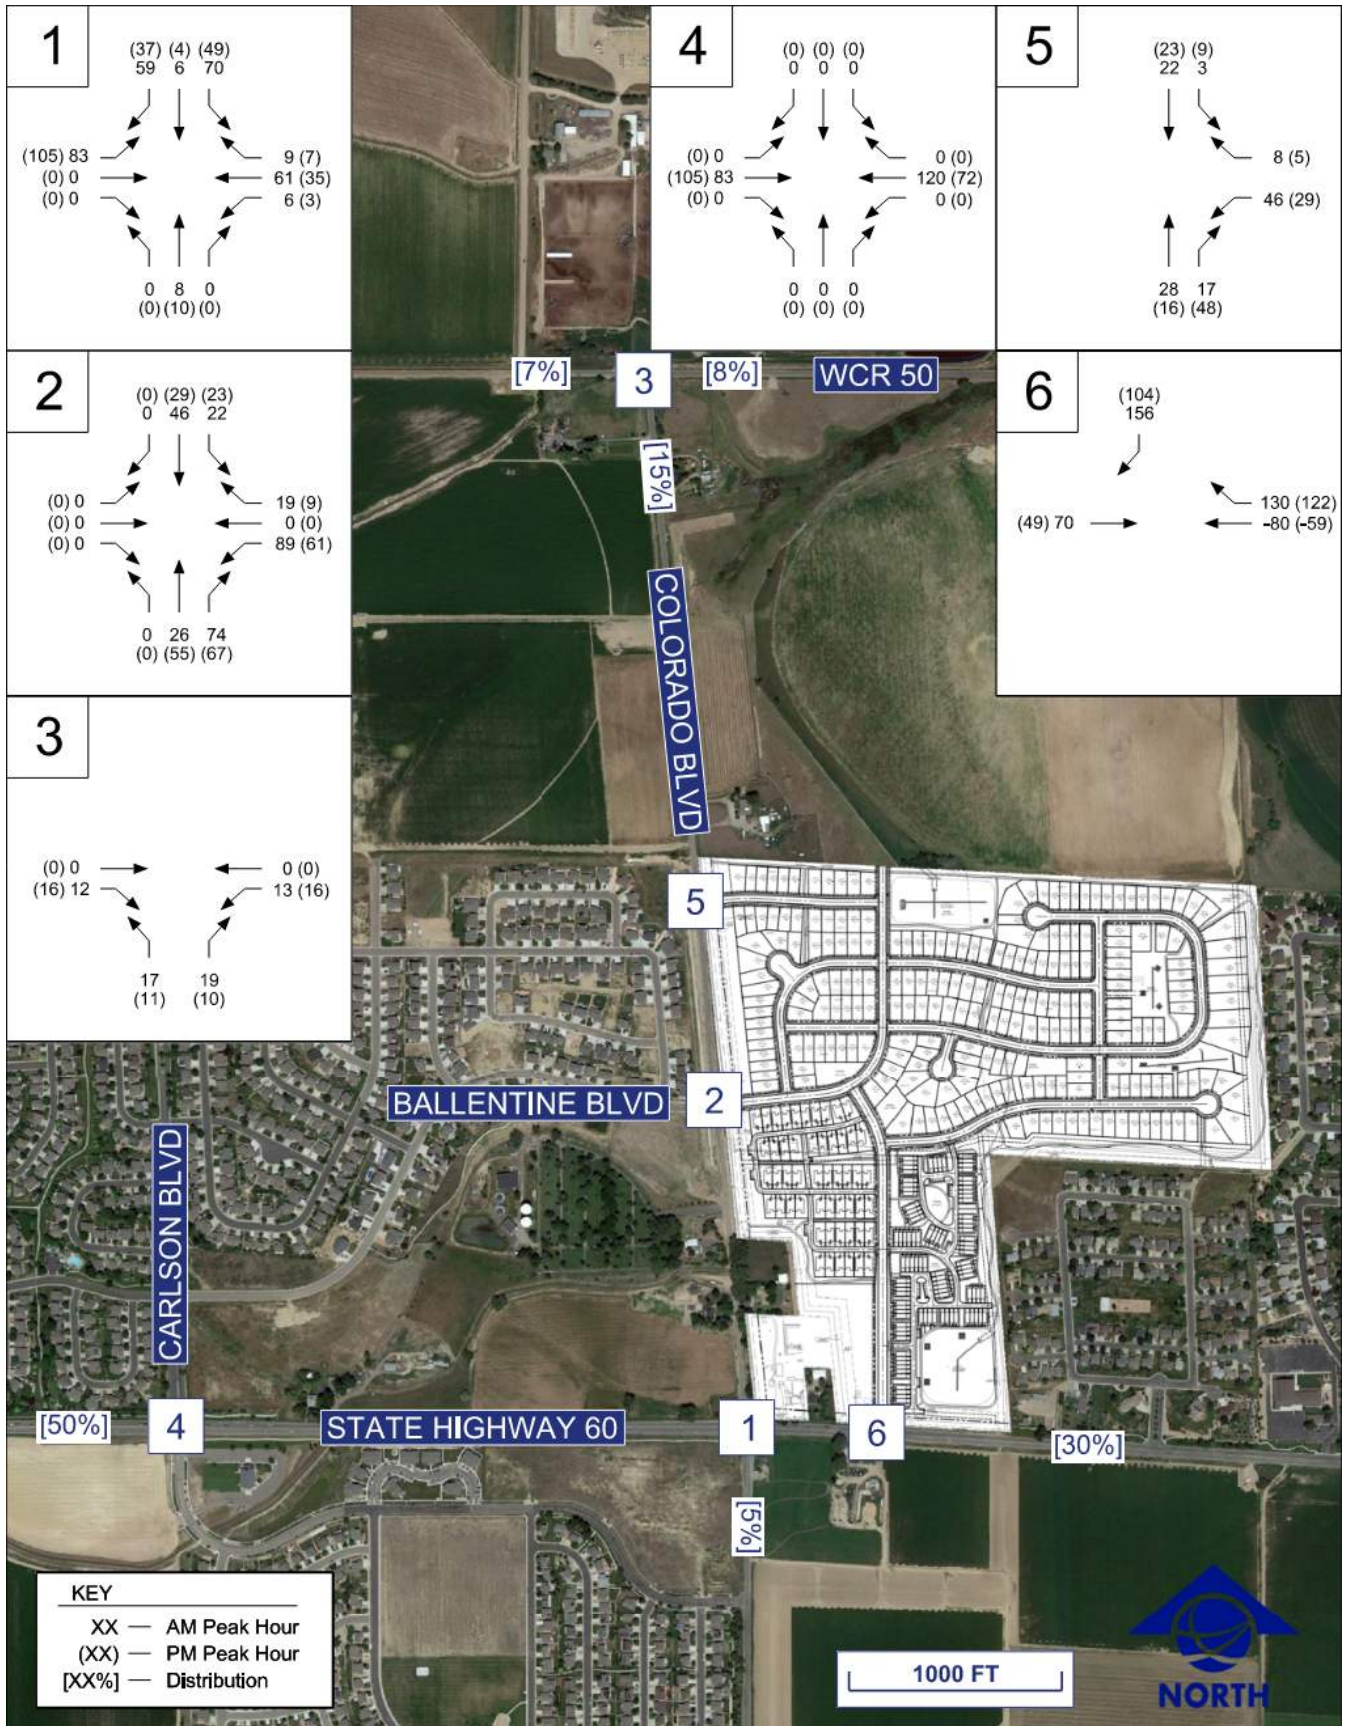 1
(37) (4) (49)
59 6 70
(105) 83
(0) 0
(0) 0
9 (7)
61 (35)
6 (3)
0 8 0
(0) (10) (0)
4
(0) (0) (0)
0 0 0
(0) 0
(105) 83
(0) 0
0 (0)
120 (72)
0 (0)
0 0 0
(0) (0) (0)
5
(23) (9)
22 3
8 (5)
46 (29)
28 17
(16) (48)
2
(0) (29) (23)
0 46 22
(0) 0
(0) 0
(0) 0
19 (9)
0 (0)
89 (61)
0 26 74
(0) (55) (67)
6
(104)
156
(49) 70
130 (122)
-80 (-59)
3
(0) 0
(16) 12
0 (0)
13 (16)
17 19
(11) (10)
[7%]
3
[8%]
WCR 50
[15%]
COLORADO BLVD
5
BALLENTINE BLVD
2
CARLSON BLVD
[50%]
4
STATE HIGHWAY 60
1
6
[30%]
[5%]
KEY
XX — AM Peak Hour
(XX) — PM Peak Hour
[XX%] — Distribution
1000 FT
NORTH